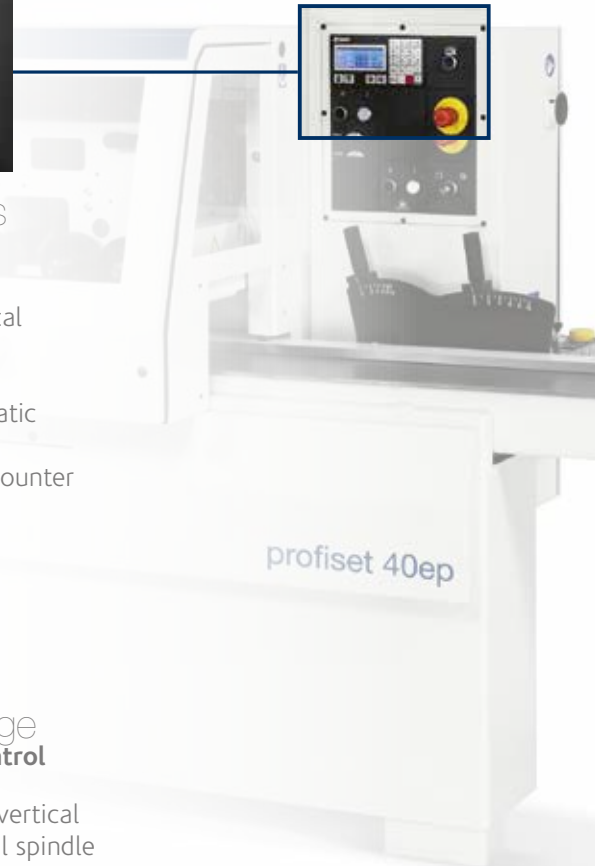 s
al
atic
ounter
profiset 40ep
ge
trol
vertical
l spindle